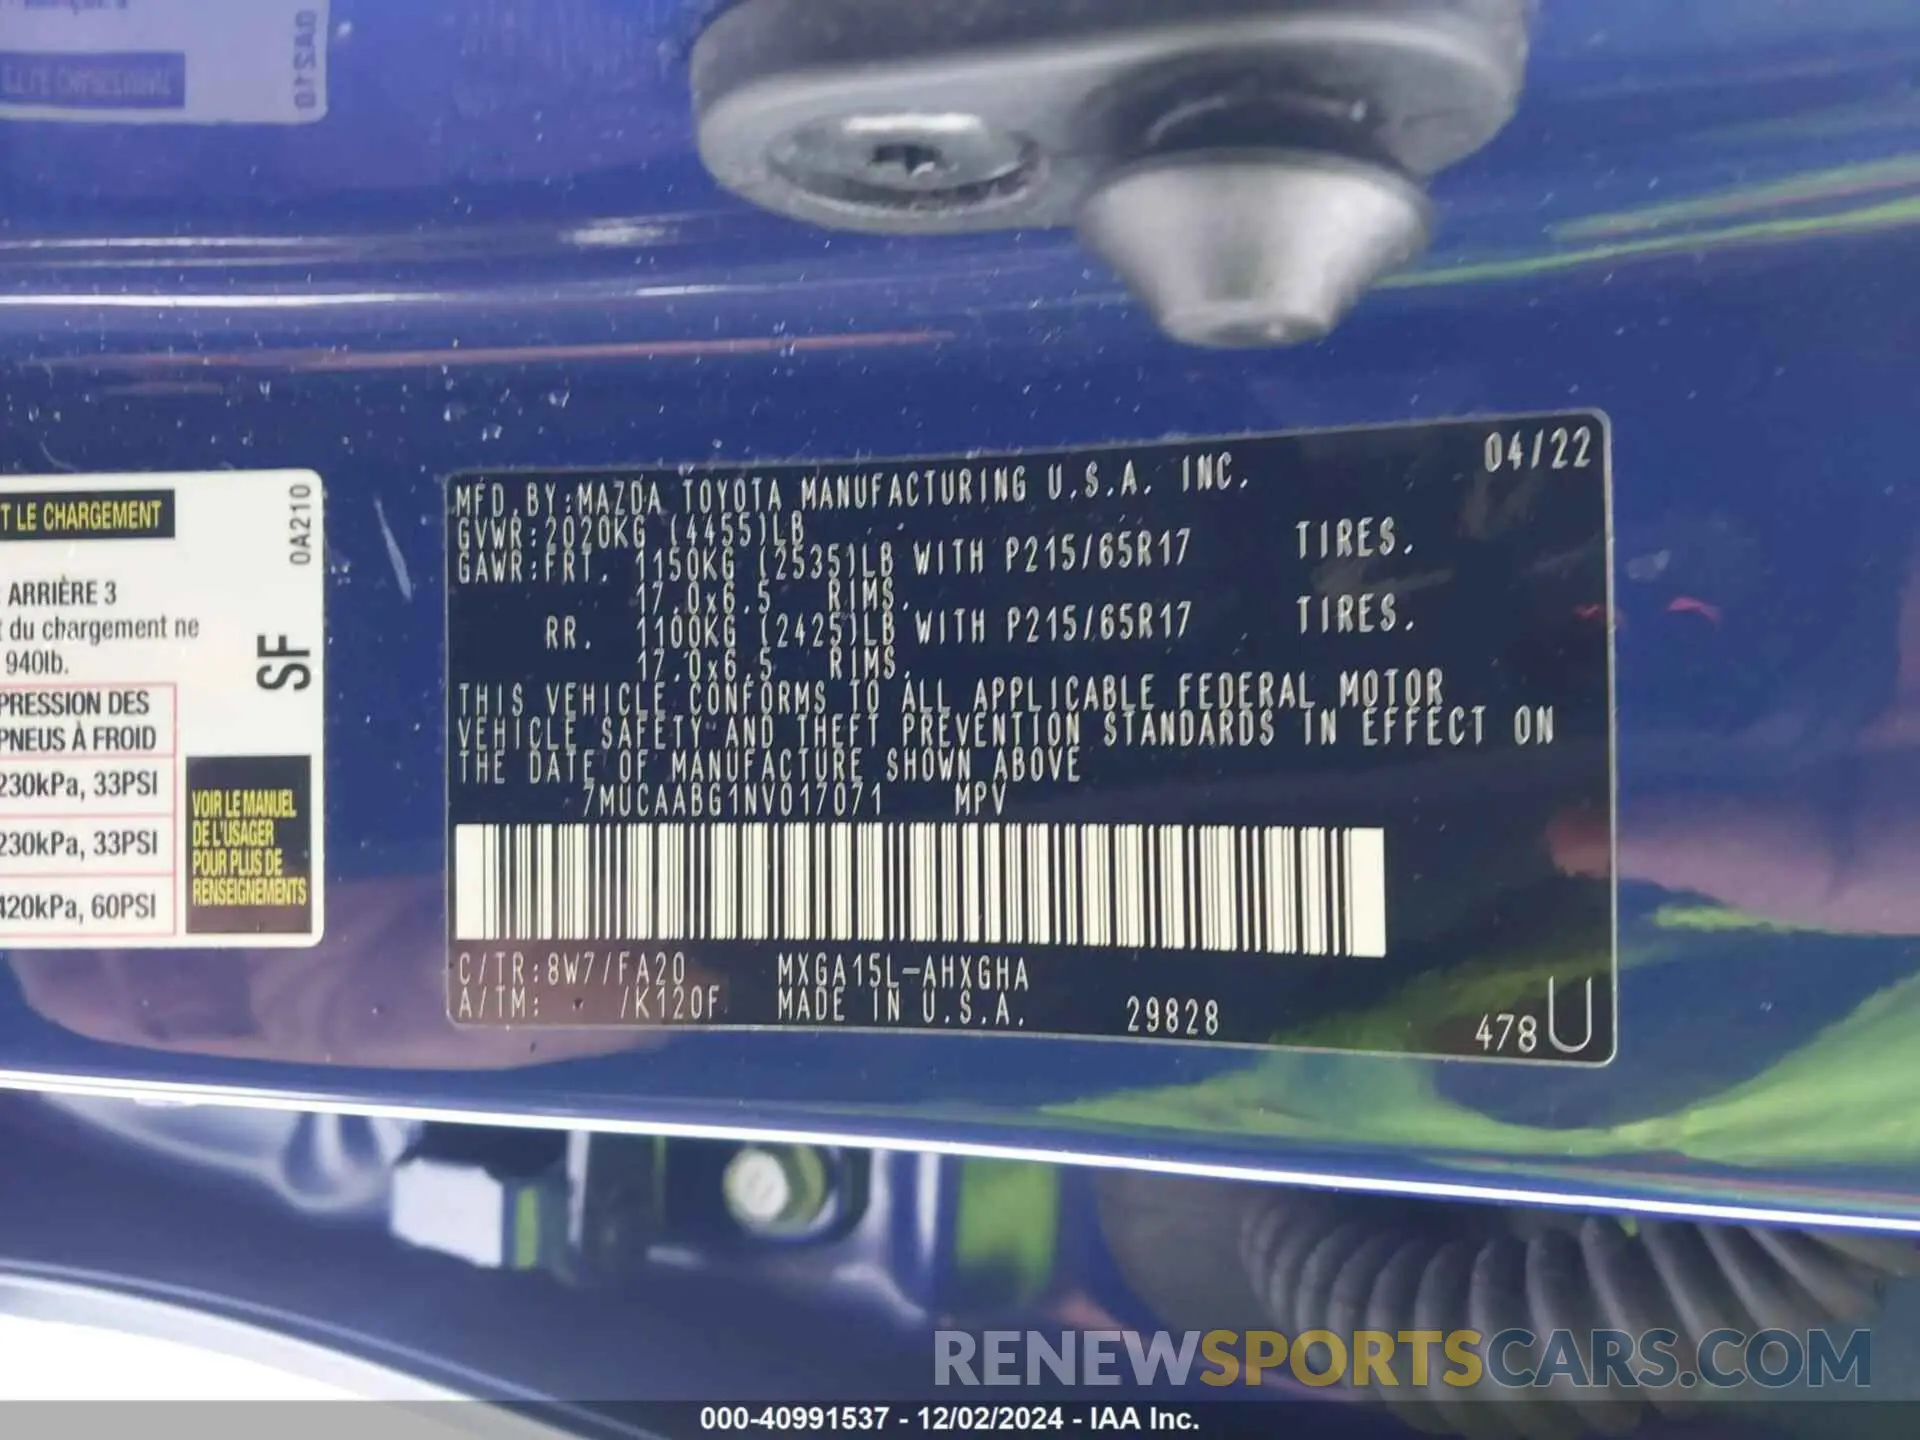 0A210
T LE CHARGEMENT
0A210
ARRIÈRE 3
du chargement ne
940lb.
SF
PRESSION DES
PNEUS À FROID
230kPa, 33PSI
230kPa, 33PSI
420kPa, 60PSI
VOIR LE MANUEL
DE L'USAGER
POUR PLUS DE
RENSEIGNEMENTS
04/22
MFD.BY:MAZDA TOYOTA MANUFACTURING U.S.A. INC.
GVWR:2020KG (4455)LB
GAWR:FRT. 1150KG (2535)LB WITH P215/65R17 TIRES.
17.0x6.5 RIMS.
RR. 1100KG (2425)LB WITH P215/65R17 TIRES.
17.0x6.5 RIMS.
THIS VEHICLE CONFORMS TO ALL APPLICABLE FEDERAL MOTOR
VEHICLE SAFETY AND THEFT PREVENTION STANDARDS IN EFFECT ON
THE DATE OF MANUFACTURE SHOWN ABOVE
7MUCAABG1NV017071 MPV
C/TR:8W7/FA20 MXGA15L-AHXGHA
A/TM: /K120F MADE IN U.S.A. 29828
478 U
RENEWSPORTSCARS.COM
000-40991537 - 12/02/2024 - IAA Inc.